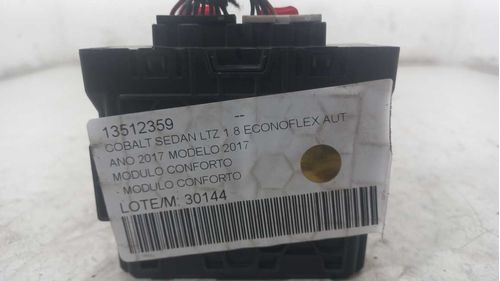 --
13512359
COBALT SEDAN LTZ 1 8 ECONOFLEX AUT
ANO 2017 MODELO 2017
MODULO CONFORTO
- MODULO CONFORTO
LOTE/M: 30144